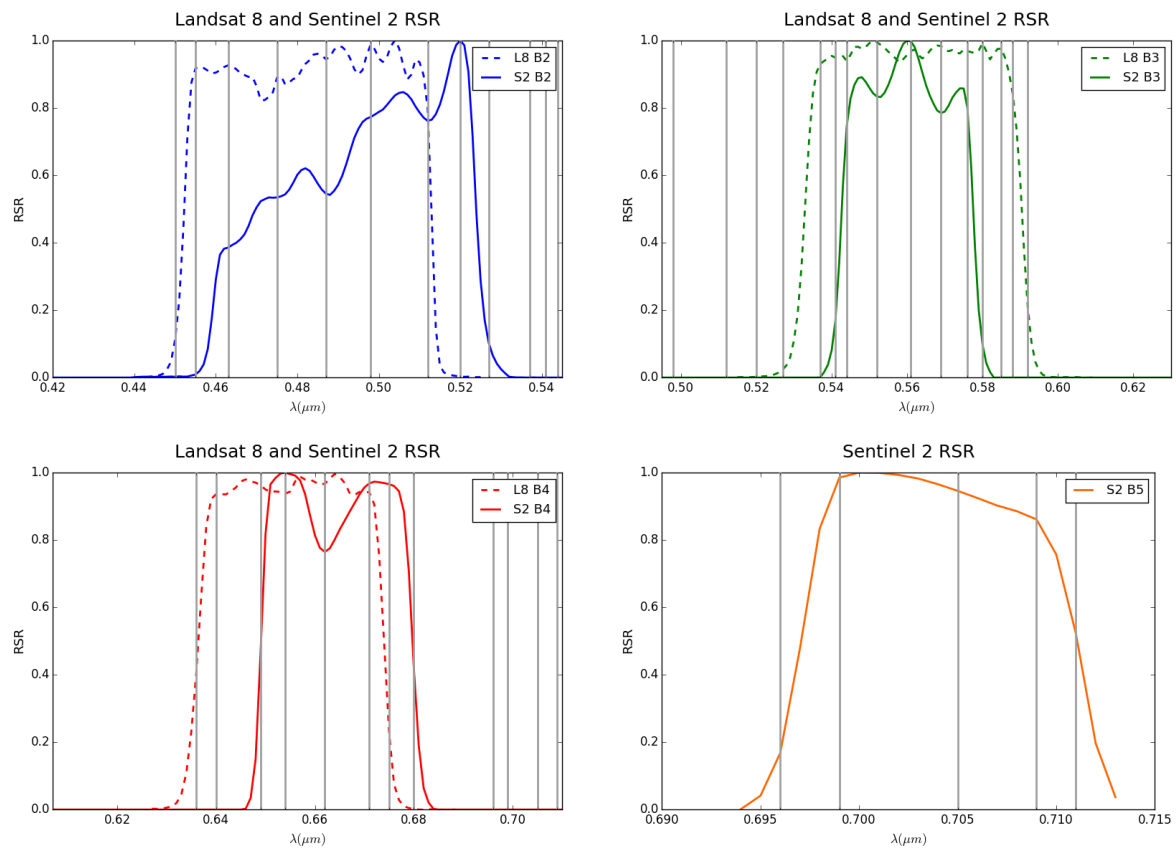 Landsat 8 and Sentinel 2 RSR
1.0
0.8
0.6
0.4
0.2
0.0
RSR
0.42 0.44 0.46 0.48 0.50 0.52 0.54
λ(μm)
L8 B2
S2 B2
Landsat 8 and Sentinel 2 RSR
1.0
0.8
0.6
0.4
0.2
0.0
RSR
0.50 0.52 0.54 0.56 0.58 0.60 0.62
λ(μm)
L8 B3
S2 B3
Landsat 8 and Sentinel 2 RSR
1.0
0.8
0.6
0.4
0.2
0.0
RSR
0.62 0.64 0.66 0.68 0.70
λ(μm)
L8 B4
S2 B4
Sentinel 2 RSR
1.0
0.8
0.6
0.4
0.2
0.0
RSR
0.690 0.695 0.700 0.705 0.710 0.715
λ(μm)
S2 B5